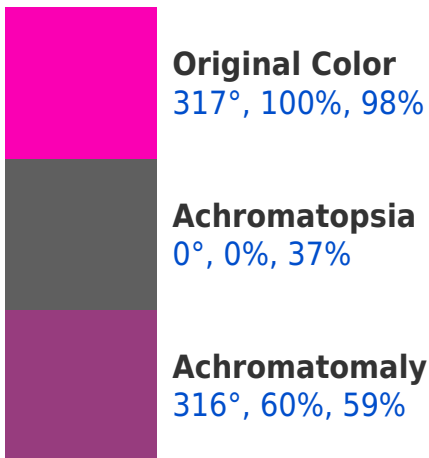 Original Color
317°, 100%, 98%
Achromatopsia
0°, 0%, 37%
Achromatomaly
316°, 60%, 59%